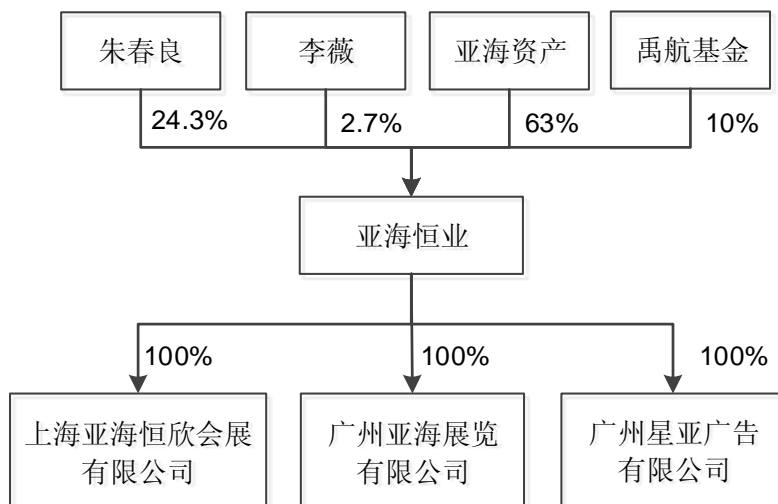 朱春良
李薇
亚海资产
禹航基金
24.3%
2.7%
63%
10%
亚海恒业
100%
100%
100%
上海亚海恒欣会展
有限公司
广州亚海展览
有限公司
广州星亚广告
有限公司